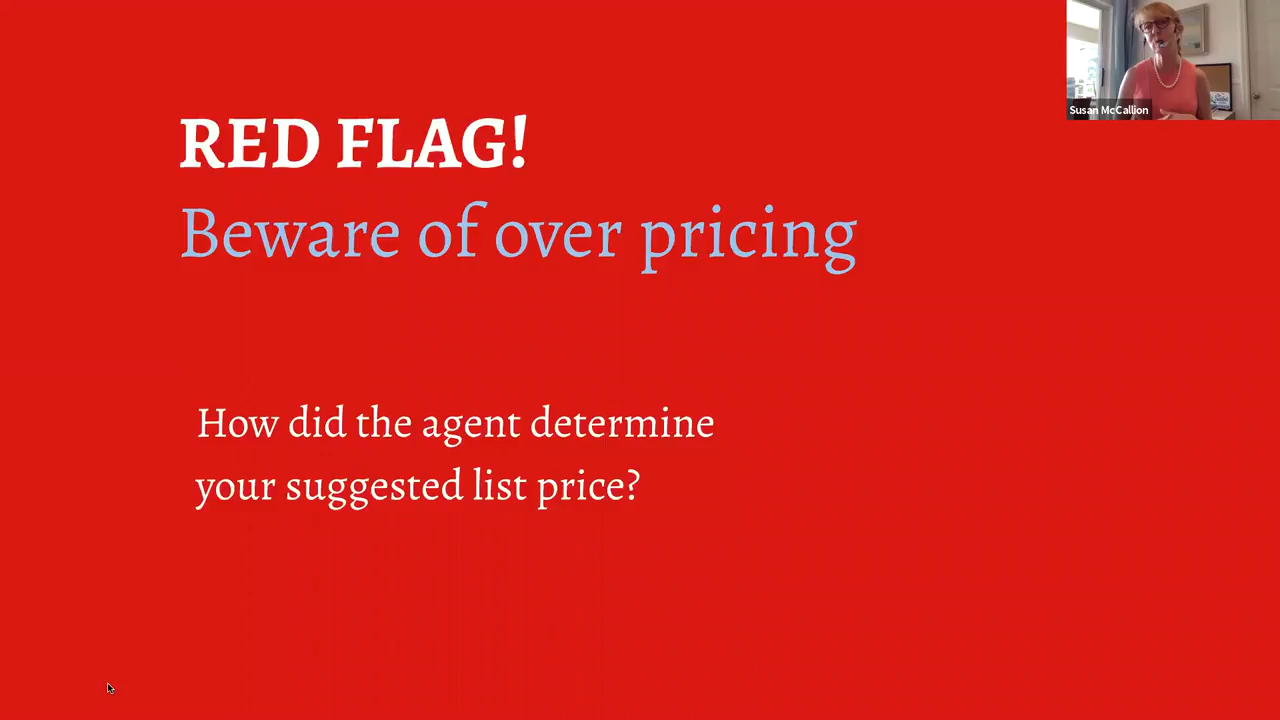 RED FLAG!
Beware of over pricing
How did the agent determine
your suggested list price?
Susan McCallion